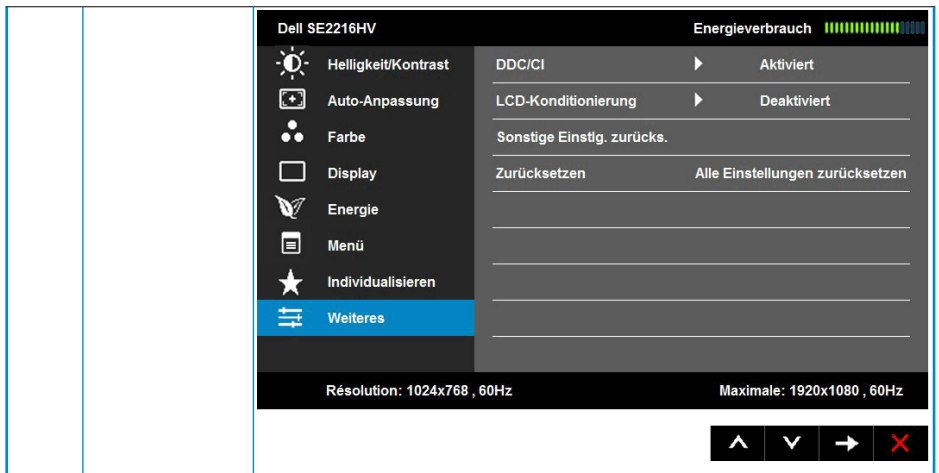 Dell SE2216HV Energieverbrauch
Helligkeit/Kontrast DDC/CI Aktiviert
Auto-Anpassung LCD-Konditionierung Deaktiviert
Farbe Sonstige Einstlg. zurücks.
Display Zurücksetzen Alle Einstellungen zurücksetzen
Energie
Menü
Individualisieren
Weiteres
Résolution: 1024x768 , 60Hz Maximale: 1920x1080 , 60Hz